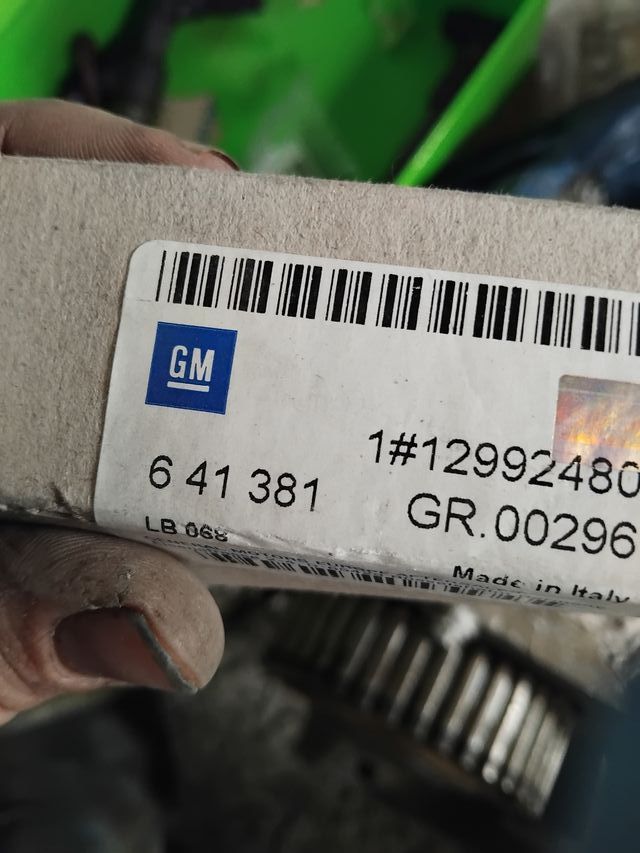 GM
1#12992480
6 41 381
GR.00296
LB 068
Made in Italy